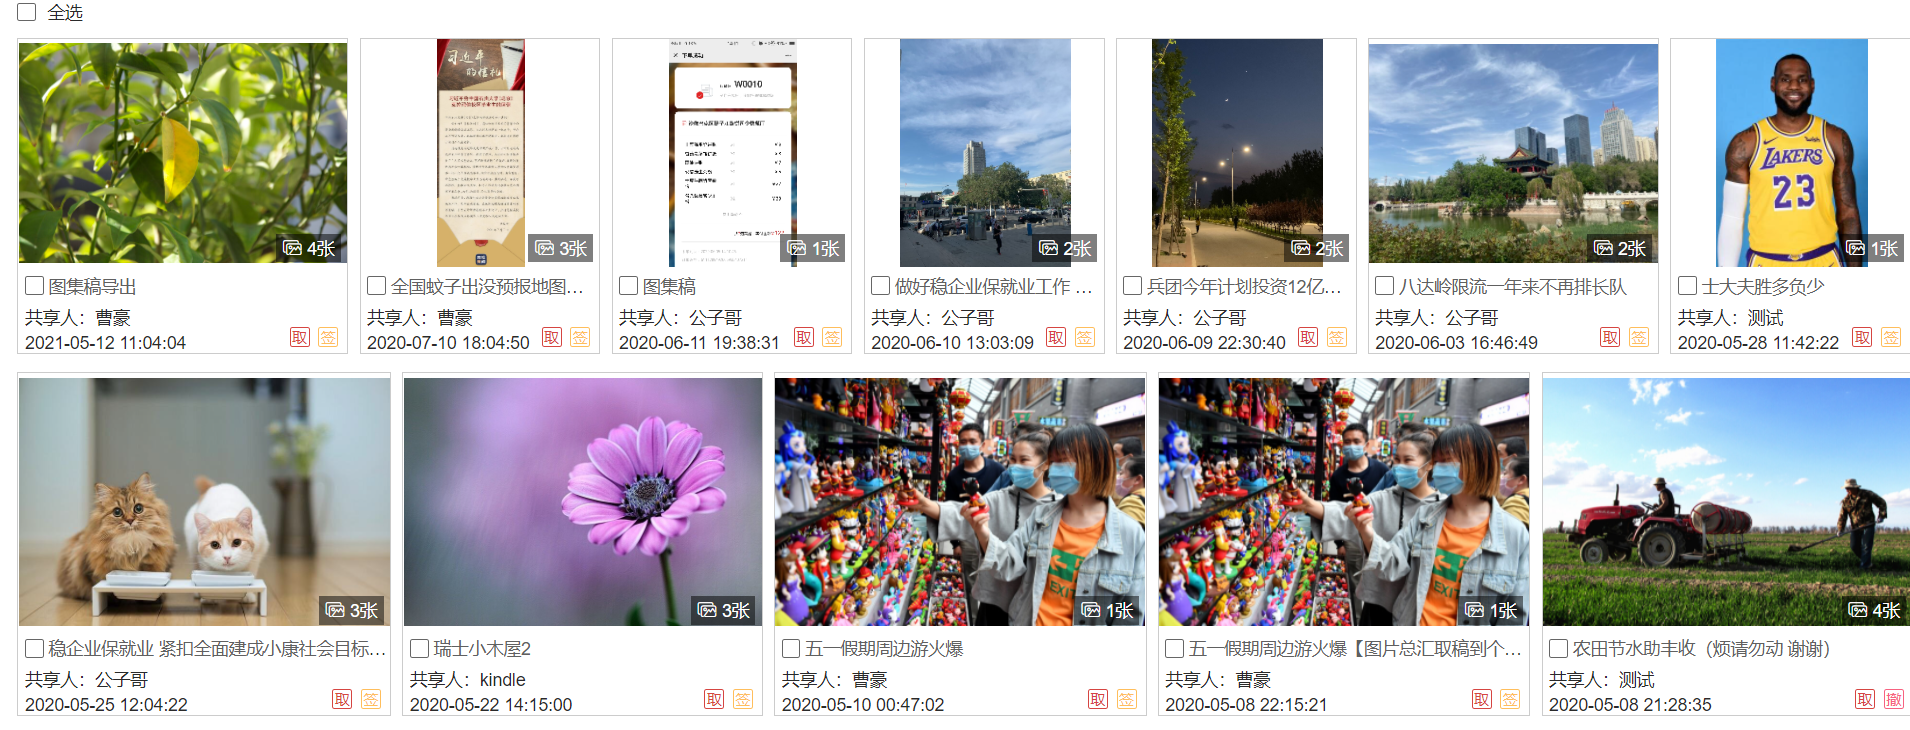 全选
4张
图集稿导出
共享人：曹豪
2021-05-12 11:04:04
取 签
习近平
的信札
3张
全国蚊子出没预报地图…
共享人：曹豪
2020-07-10 18:04:50
取 签
W0010
1张
图集稿
共享人：公子哥
2020-06-11 19:38:31
取 签
2张
做好稳企业保就业工作 …
共享人：公子哥
2020-06-10 13:03:09
取 签
2张
兵团今年计划投资12亿…
共享人：公子哥
2020-06-09 22:30:40
取 签
2张
八达岭限流一年来不再排长队
共享人：公子哥
2020-06-03 16:46:49
取 签
LAKERS
23
1张
士大夫胜多负少
共享人：测试
2020-05-28 11:42:22
取 签
3张
稳企业保就业 紧扣全面建成小康社会目标…
共享人：公子哥
2020-05-25 12:04:22
取 签
3张
瑞士小木屋2
共享人：kindle
2020-05-22 14:15:00
取 签
EXIT
1张
五一假期周边游火爆
共享人：曹豪
2020-05-10 00:47:02
取 签
EXIT
1张
五一假期周边游火爆【图片总汇取稿到个…
共享人：曹豪
2020-05-08 22:15:21
取 签
4张
农田节水助丰收（烦请勿动 谢谢）
共享人：测试
2020-05-08 21:28:35
取 撤